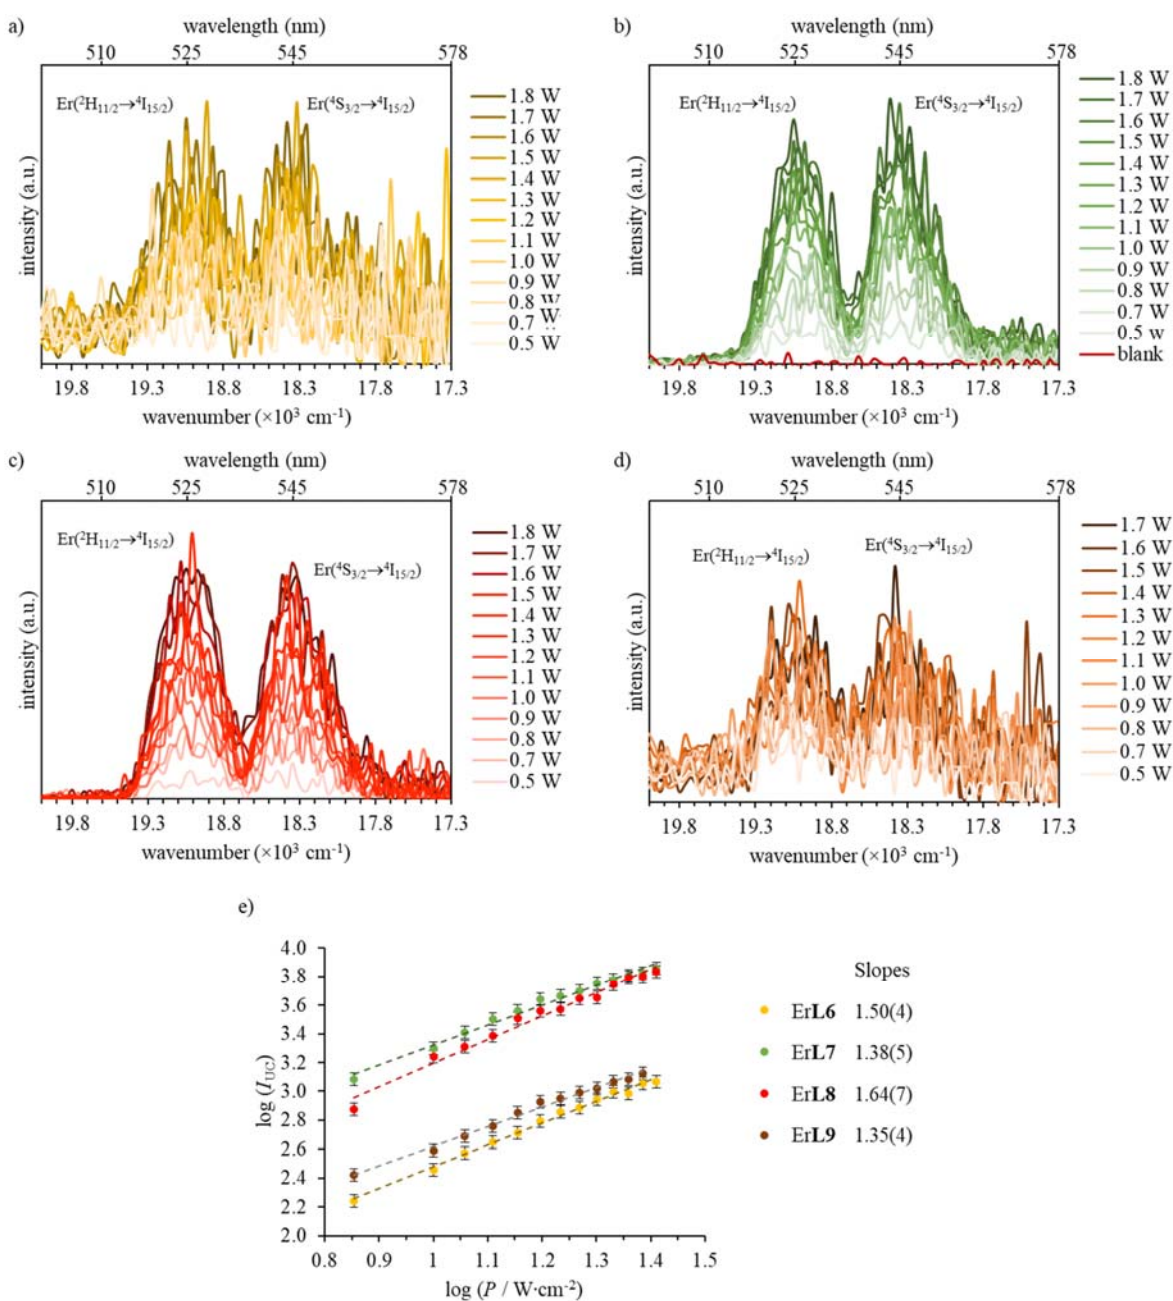 a)
wavelength (nm)
510 525 545 578
Er(²H₁₁/₂→⁴I₁₅/₂)
Er(⁴S₃/₂→⁴I₁₅/₂)
1.8 W
1.7 W
1.6 W
1.5 W
1.4 W
1.3 W
1.2 W
1.1 W
1.0 W
0.9 W
0.8 W
0.7 W
0.5 W
intensity (a.u.)
19.8 19.3 18.8 18.3 17.8 17.3
wavenumber (×10³ cm⁻¹)
b)
wavelength (nm)
510 525 545 578
Er(²H₁₁/₂→⁴I₁₅/₂)
Er(⁴S₃/₂→⁴I₁₅/₂)
1.8 W
1.7 W
1.6 W
1.5 W
1.4 W
1.3 W
1.2 W
1.1 W
1.0 W
0.9 W
0.8 W
0.7 W
0.5 w
blank
intensity (a.u.)
19.8 19.3 18.8 18.3 17.8 17.3
wavenumber (×10³ cm⁻¹)
c)
wavelength (nm)
510 525 545 578
Er(²H₁₁/₂→⁴I₁₅/₂)
Er(⁴S₃/₂→⁴I₁₅/₂)
1.8 W
1.7 W
1.6 W
1.5 W
1.4 W
1.3 W
1.2 W
1.1 W
1.0 W
0.9 W
0.8 W
0.7 W
0.5 W
intensity (a.u.)
19.8 19.3 18.8 18.3 17.8 17.3
wavenumber (×10³ cm⁻¹)
d)
wavelength (nm)
510 525 545 578
Er(²H₁₁/₂→⁴I₁₅/₂)
Er(⁴S₃/₂→⁴I₁₅/₂)
1.7 W
1.6 W
1.5 W
1.4 W
1.3 W
1.2 W
1.1 W
1.0 W
0.9 W
0.8 W
0.7 W
0.5 W
intensity (a.u.)
19.8 19.3 18.8 18.3 17.8 17.3
wavenumber (×10³ cm⁻¹)
e)
4.0
3.8
3.6
3.4
3.2
3.0
2.8
2.6
2.4
2.2
2.0
log (I_UC)
0.8 0.9 1.0 1.1 1.2 1.3 1.4 1.5
log (P / W·cm⁻²)
Slopes
ErL6 1.50(4)
ErL7 1.38(5)
ErL8 1.64(7)
ErL9 1.35(4)